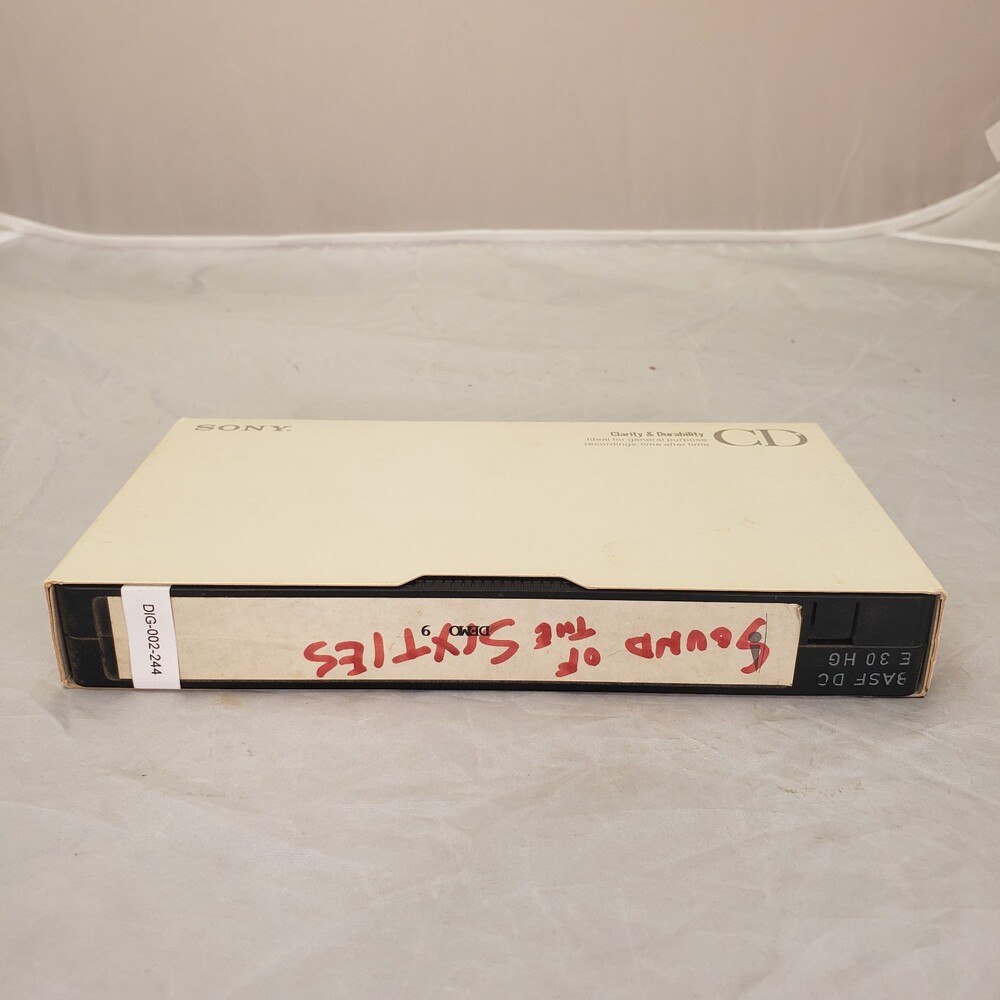 SONY.
Clarity & Durability
Ideal for general purpose
recordings, time after time
CD
DIG-002-244
SOUND OF THE SIXTIES
DEMO 9
BASF DC
E 30 HG